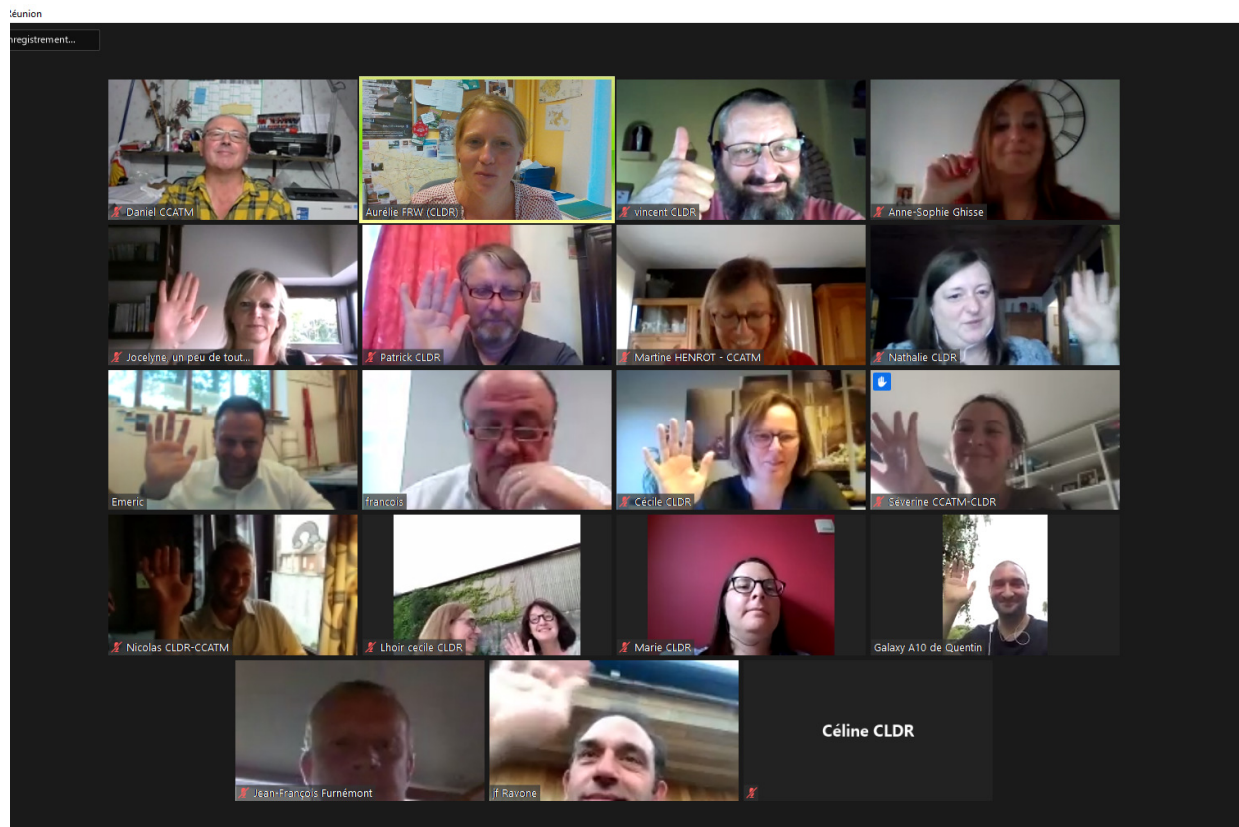 Réunion
nregistrement...
Daniel CCATM
Aurélie FRW (CLDR)
vincent CLDR
Anne-Sophie Ghisse
Jocelyne, un peu de tout...
Patrick CLDR
Martine HENROT - CCATM
Nathalie CLDR
Emeric
francois
Cécile CLDR
Séverine CCATM-CLDR
Nicolas CLDR-CCATM
Lhoir cecile CLDR
Marie CLDR
Galaxy A10 de Quentin
Jean-François Furnémont
jf Ravone
Céline CLDR